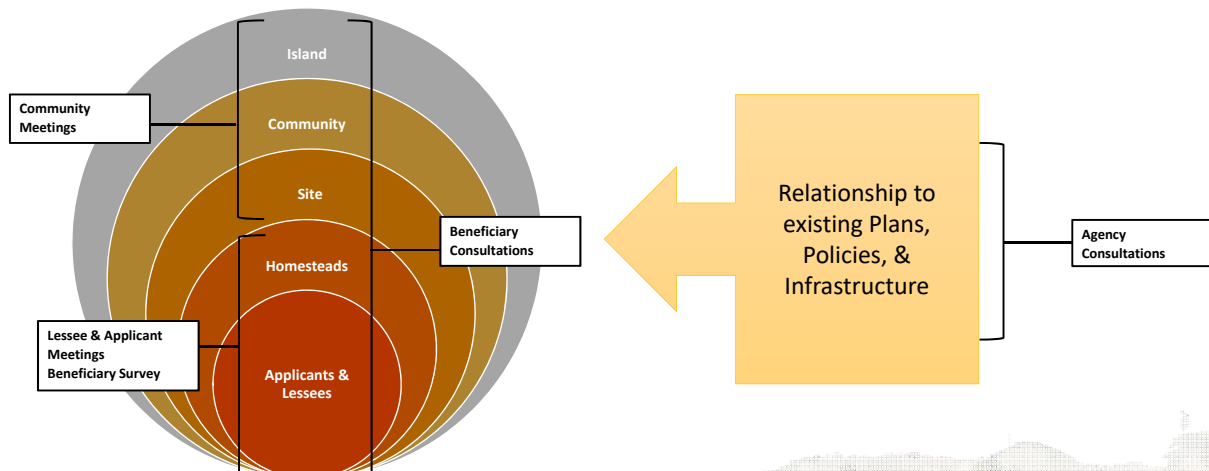 Island
Community
Meetings
Community
Site
Beneficiary
Consultations
Homesteads
Lessee & Applicant
Meetings
Beneficiary Survey
Applicants &
Lessees
Relationship to
existing Plans,
Policies, &
Infrastructure
Agency
Consultations